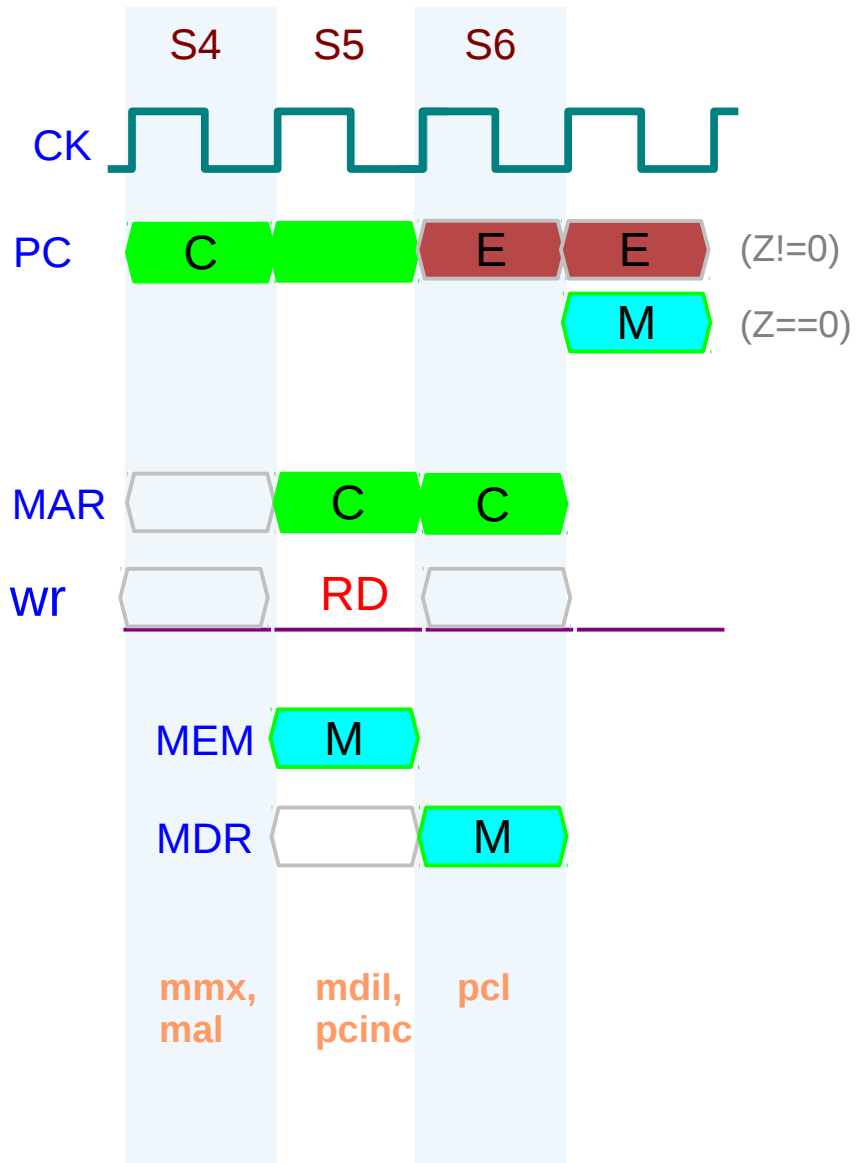 S4 S5 S6
CK
PC C E E (Z!=0)
M (Z==0)
MAR C C
wr RD
MEM M
MDR M
mmx, mdil, pcl
mal pcinc